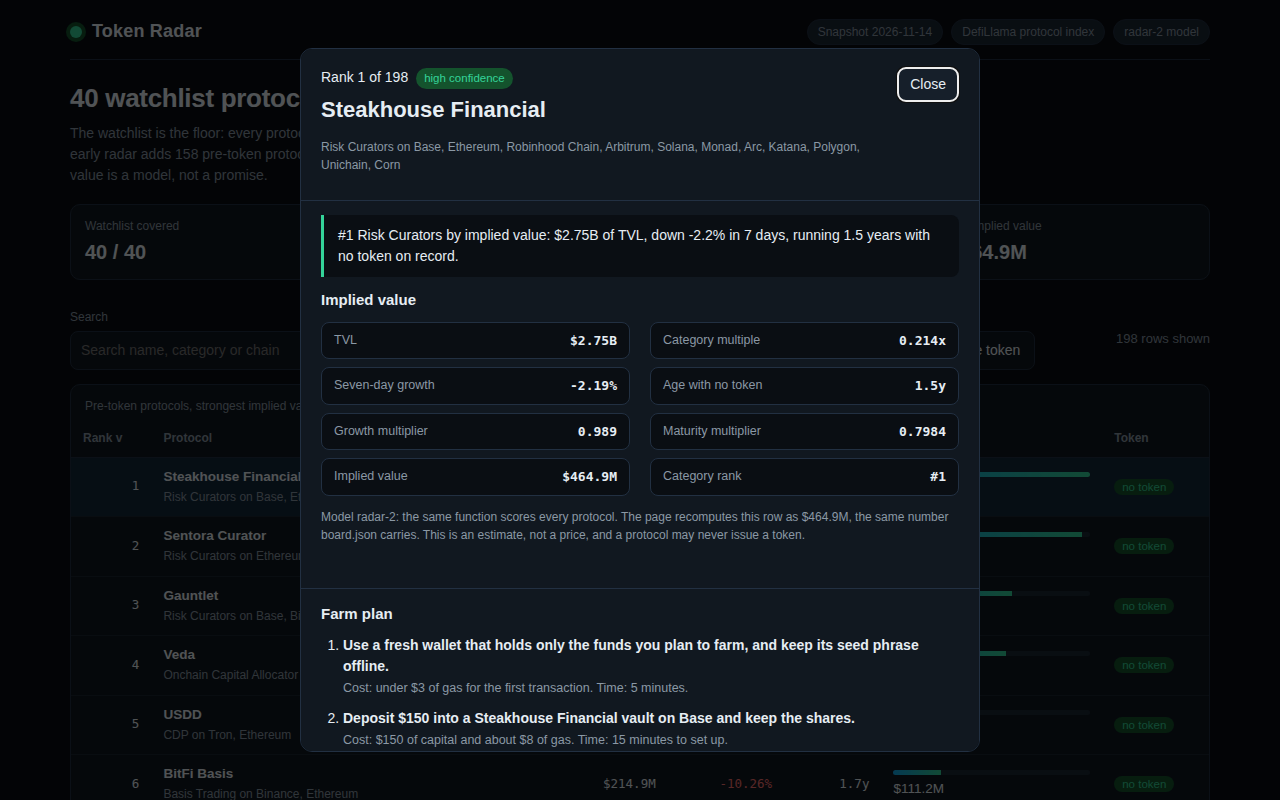 Token Radar
Snapshot 2026-11-14
DefiLlama protocol index
radar-2 model
40 watchlist protoc
The watchlist is the floor: every protoc
early radar adds 158 pre-token protoc
value is a model, not a promise.
Watchlist covered
40 / 40
mplied value
64.9M
Search
Search name, category or chain
token
198 rows shown
Pre-token protocols, strongest implied va
Rank v
Protocol
Token
1
Steakhouse Financial
Risk Curators on Base, Et
no token
2
Sentora Curator
Risk Curators on Ethereum
no token
3
Gauntlet
Risk Curators on Base, Bi
no token
4
Veda
Onchain Capital Allocator
no token
5
USDD
CDP on Tron, Ethereum
no token
6
BitFi Basis
Basis Trading on Binance, Ethereum
$214.9M
-10.26%
1.7y
$111.2M
no token
Rank 1 of 198
high confidence
Close
Steakhouse Financial
Risk Curators on Base, Ethereum, Robinhood Chain, Arbitrum, Solana, Monad, Arc, Katana, Polygon,
Unichain, Corn
#1 Risk Curators by implied value: $2.75B of TVL, down -2.2% in 7 days, running 1.5 years with
no token on record.
Implied value
TVL
$2.75B
Category multiple
0.214x
Seven-day growth
-2.19%
Age with no token
1.5y
Growth multiplier
0.989
Maturity multiplier
0.7984
Implied value
$464.9M
Category rank
#1
Model radar-2: the same function scores every protocol. The page recomputes this row as $464.9M, the same number
board.json carries. This is an estimate, not a price, and a protocol may never issue a token.
Farm plan
1. Use a fresh wallet that holds only the funds you plan to farm, and keep its seed phrase
offline.
Cost: under $3 of gas for the first transaction. Time: 5 minutes.
2. Deposit $150 into a Steakhouse Financial vault on Base and keep the shares.
Cost: $150 of capital and about $8 of gas. Time: 15 minutes to set up.